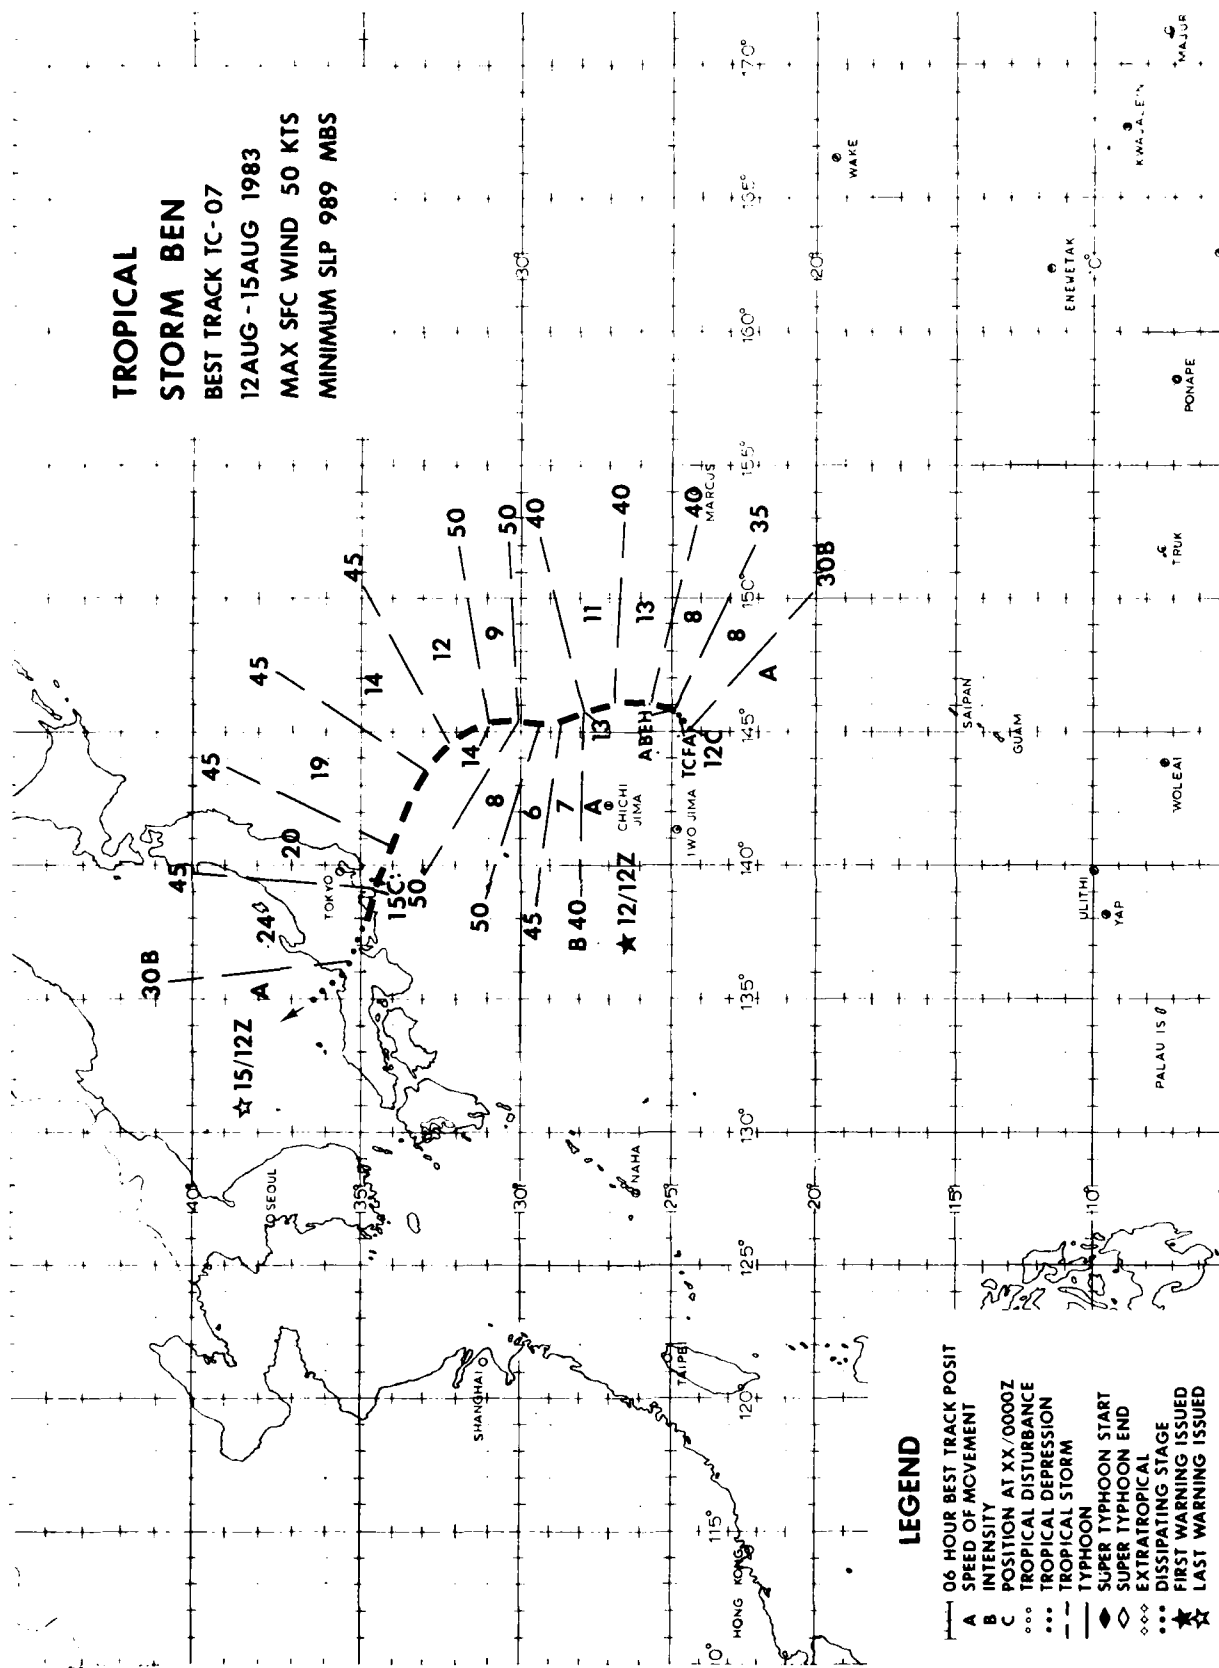 TROPICAL
STORM BEN
BEST TRACK TC-07
12AUG-15AUG 1983
MAX SFC WIND 50 KTS
MINIMUM SLP 989 MBS
30B
45
45
45
45
50
50
40
40
40
35
30B
A
24
20
19
14
12
9
11
13
8
8
A
☆ 15/12Z
15C
50
50
45
B 40
★ 12/12Z
14
8
6
7
A
13
ABEH
TCFA
12C
TOKYO
SEOUL
SHANGHAI
NAHA
TAIPEI
HONG KONG
CHICHI
JIMA
IWO JIMA
MARCUS
WAKE
SAIPAN
GUAM
ULITHI
YAP
PALAU IS
WOLEAI
TRUK
PONAPE
ENEWETAK
KWAJALEIN
MAJUR
40°
35°
30°
25°
20°
15°
10°
30°
20°
115°
120°
125°
130°
135°
140°
145°
150°
155°
160°
165°
170°
LEGEND
06 HOUR BEST TRACK POSIT
A SPEED OF MOVEMENT
B INTENSITY
C POSITION AT XX/0000Z
TROPICAL DISTURBANCE
TROPICAL DEPRESSION
TROPICAL STORM
TYPHOON
SUPER TYPHOON START
SUPER TYPHOON END
EXTRATROPICAL
DISSIPATING STAGE
FIRST WARNING ISSUED
LAST WARNING ISSUED